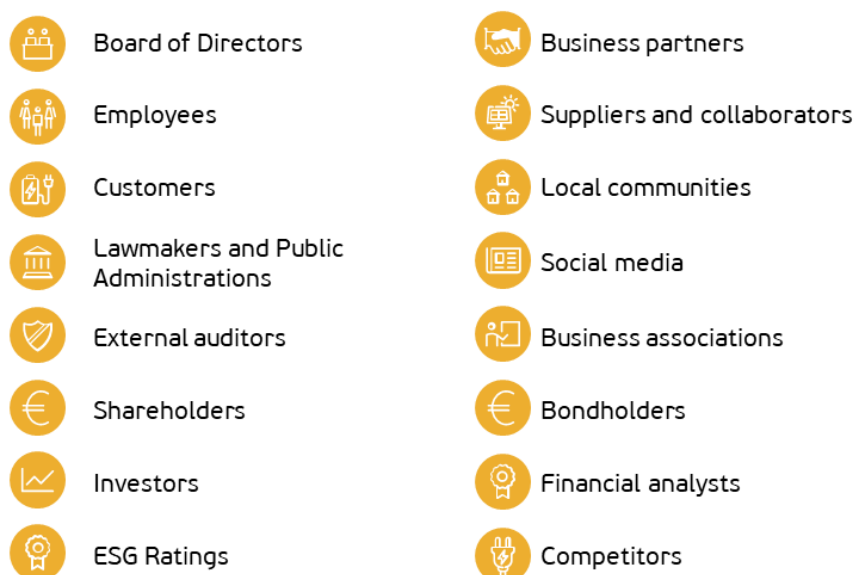 Board of Directors
Employees
Customers
Lawmakers and Public
Administrations
External auditors
Shareholders
Investors
ESG Ratings
Business partners
Suppliers and collaborators
Local communities
Social media
Business associations
Bondholders
Financial analysts
Competitors